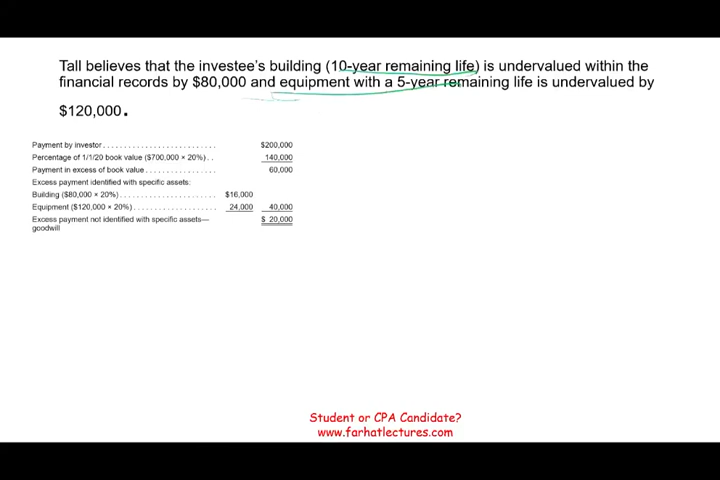 Tall believes that the investee's building (10-year remaining life) is undervalued within the
financial records by $80,000 and equipment with a 5-year remaining life is undervalued by
$120,000.
Payment by investor . . . . . . . . . . . . . . . . . . . . . . . . . . $200,000
Percentage of 1/1/20 book value ($700,000 × 20%) . . 140,000
Payment in excess of book value . . . . . . . . . . . . . . . . 60,000
Excess payment identified with specific assets:
Building ($80,000 × 20%) . . . . . . . . . . . . . . . . . . . . . . $16,000
Equipment ($120,000 × 20%) . . . . . . . . . . . . . . . . . . . 24,000 40,000
Excess payment not identified with specific assets— $ 20,000
goodwill
Student or CPA Candidate?
www.farhatlectures.com